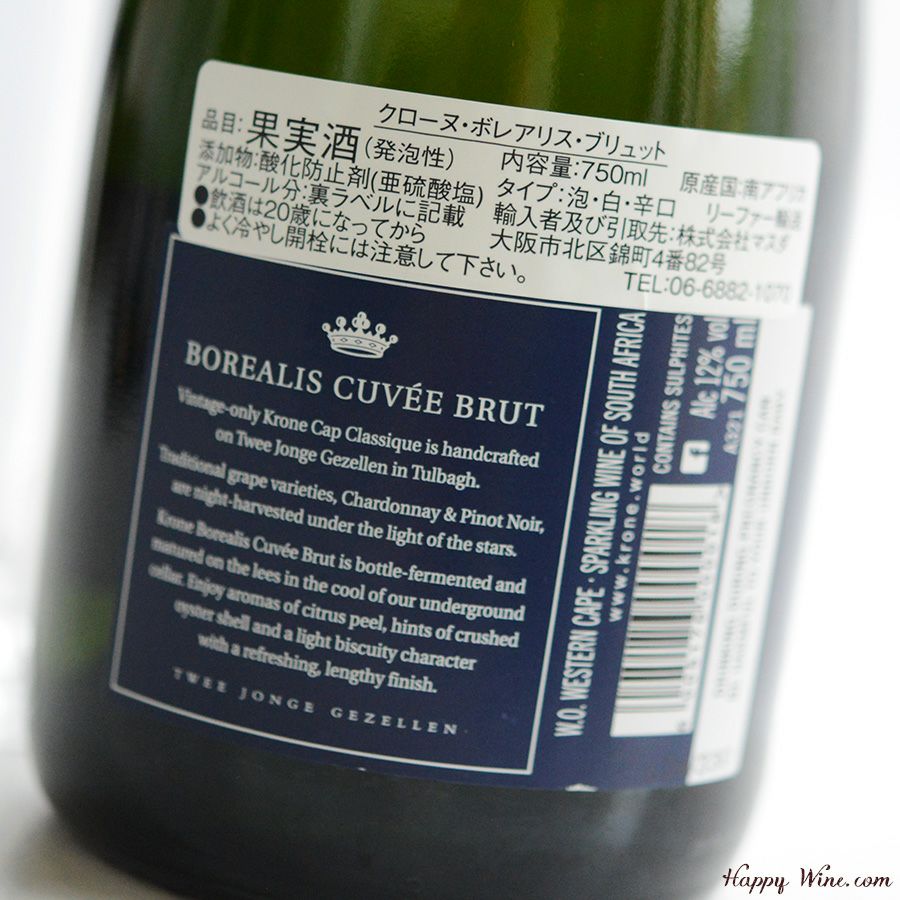 クローヌ・ボレアリス・ブリュット
品目:果実酒(発泡性)
内容量:750ml
原産国:南アフリカ
添加物:酸化防止剤(亜硫酸塩)
タイプ:泡・白・辛口
リーファー輸送
アルコール分:裏ラベルに記載
輸入者及び引取先:株式会社マスダ
●飲酒は20歳になってから
大阪市北区錦町4番82号
●よく冷やし開栓には注意して下さい。
TEL:06-6882-1070
BOREALIS CUVÉE BRUT
Vintage-only Krone Cap Classique is handcrafted
on Twee Jonge Gezellen in Tulbagh.
Traditional grape varieties, Chardonnay & Pinot Noir,
are night-harvested under the light of the stars.
Krone Borealis Cuvée Brut is bottle-fermented and
matured on the lees in the cool of our underground
cellar. Enjoy aromas of citrus peel, hints of crushed
oyster shell and a light biscuity character
with a refreshing, lengthy finish.
TWEE JONGE GEZELLEN
W.O. WESTERN CAPE · SPARKLING WINE OF SOUTH AFRICA
www.krone.world
CONTAINS SULPHITES
Alc 12% vol
A321 750 ml
Happy Wine.com